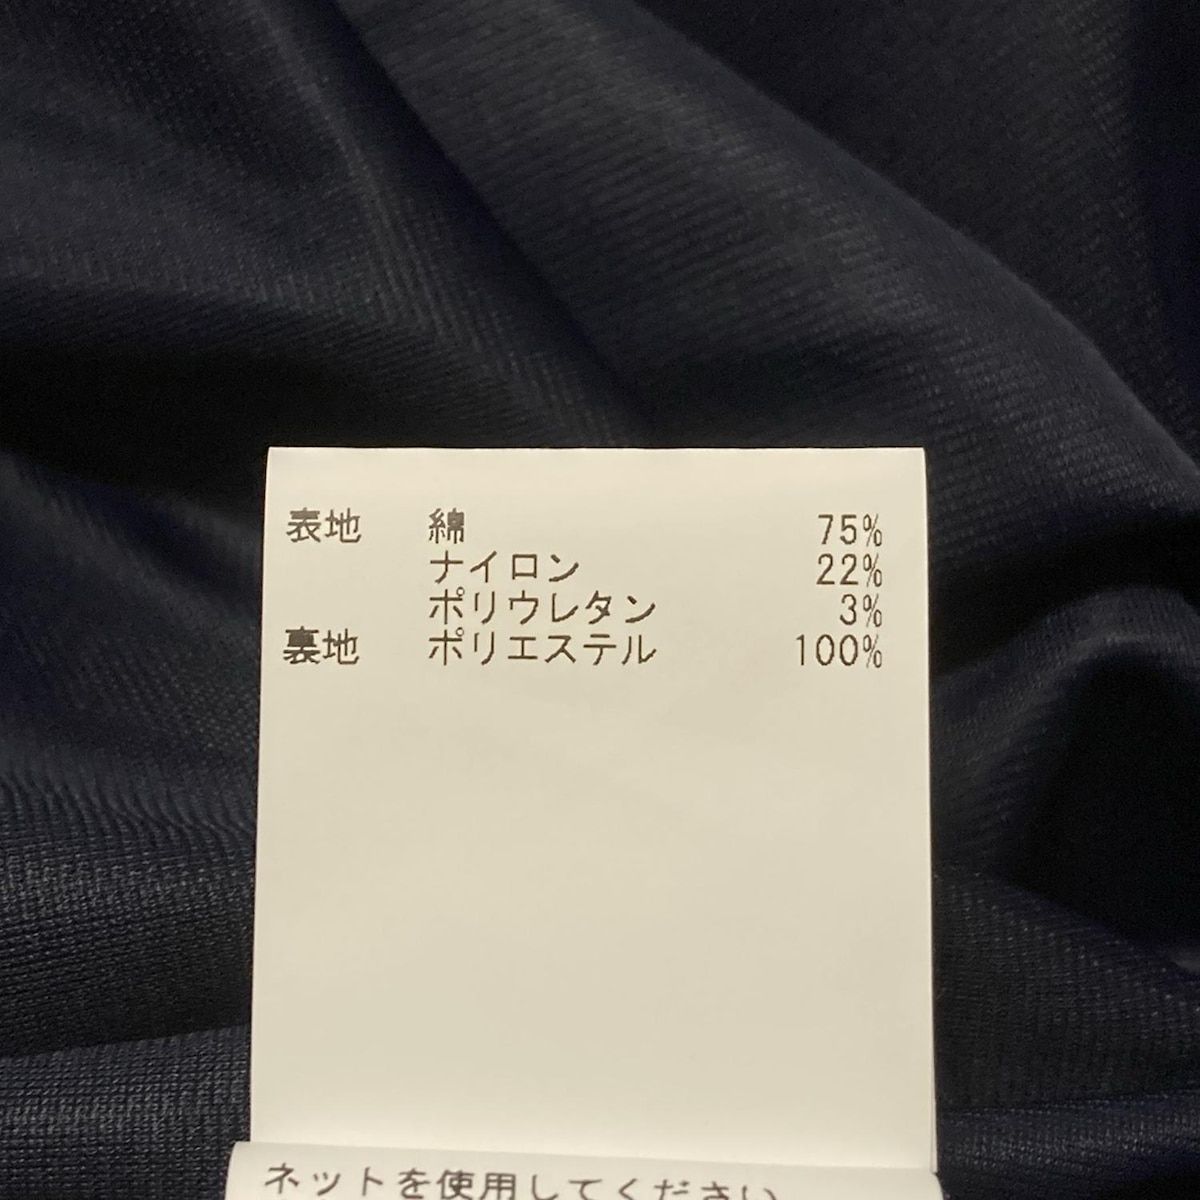 表地 綿 75%
ナイロン 22%
ポリウレタン 3%
裏地 ポリエステル 100%
ネットを使用してください